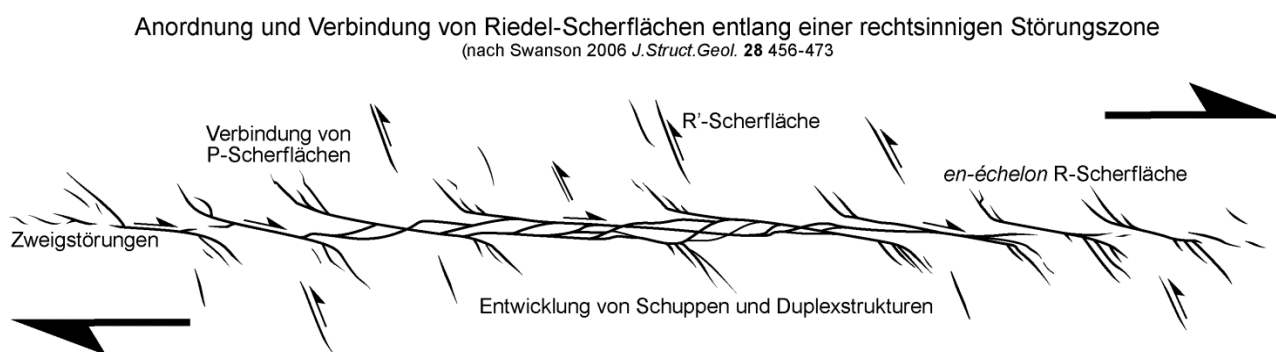 Anordnung und Verbindung von Riedel-Scherflächen entlang einer rechtsinnigen Störungszone
(nach Swanson 2006 J.Struct.Geol. 28 456-473
Verbindung von
P-Scherflächen
R'-Scherfläche
en-échelon R-Scherfläche
Zweigstörungen
Entwicklung von Schuppen und Duplexstrukturen